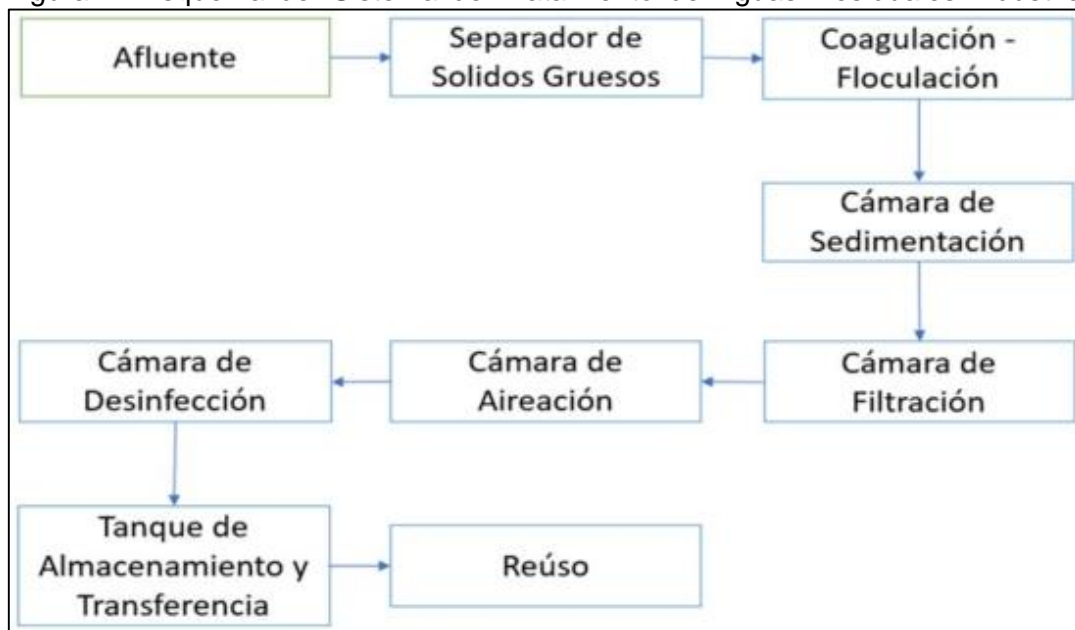 Afluente
Separador de
Solidos Gruesos
Coagulación -
Floculación
Cámara de
Sedimentación
Cámara de
Filtración
Cámara de
Aireación
Cámara de
Desinfección
Tanque de
Almacenamiento y
Transferencia
Reúso